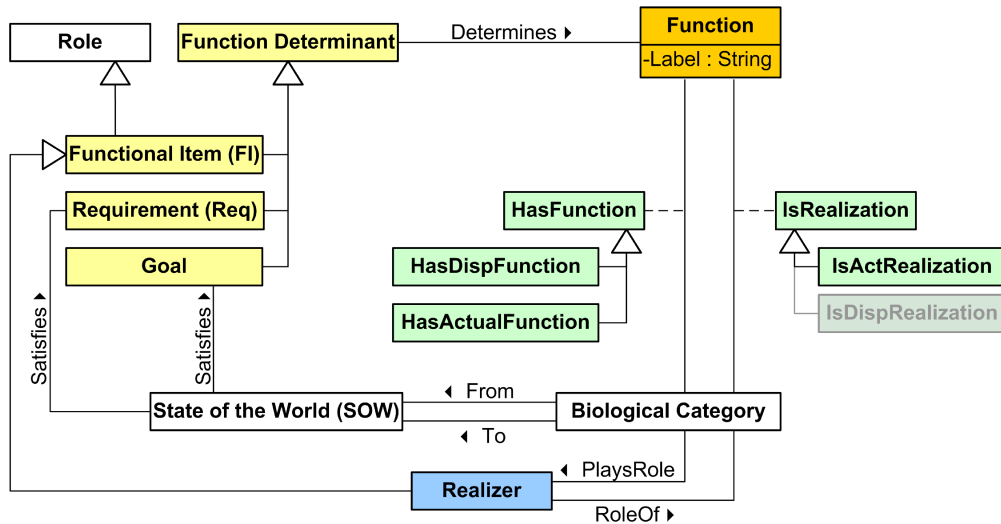 Role
Function Determinant
Determines ▸
Function
-Label : String
Functional Item (FI)
Requirement (Req)
Goal
HasFunction
IsRealization
HasDispFunction
IsActRealization
HasActualFunction
IsDispRealization
Satisfies ▸
Satisfies ▸
State of the World (SOW)
◂ From
◂ To
Biological Category
◂ PlaysRole
Realizer
RoleOf ▸